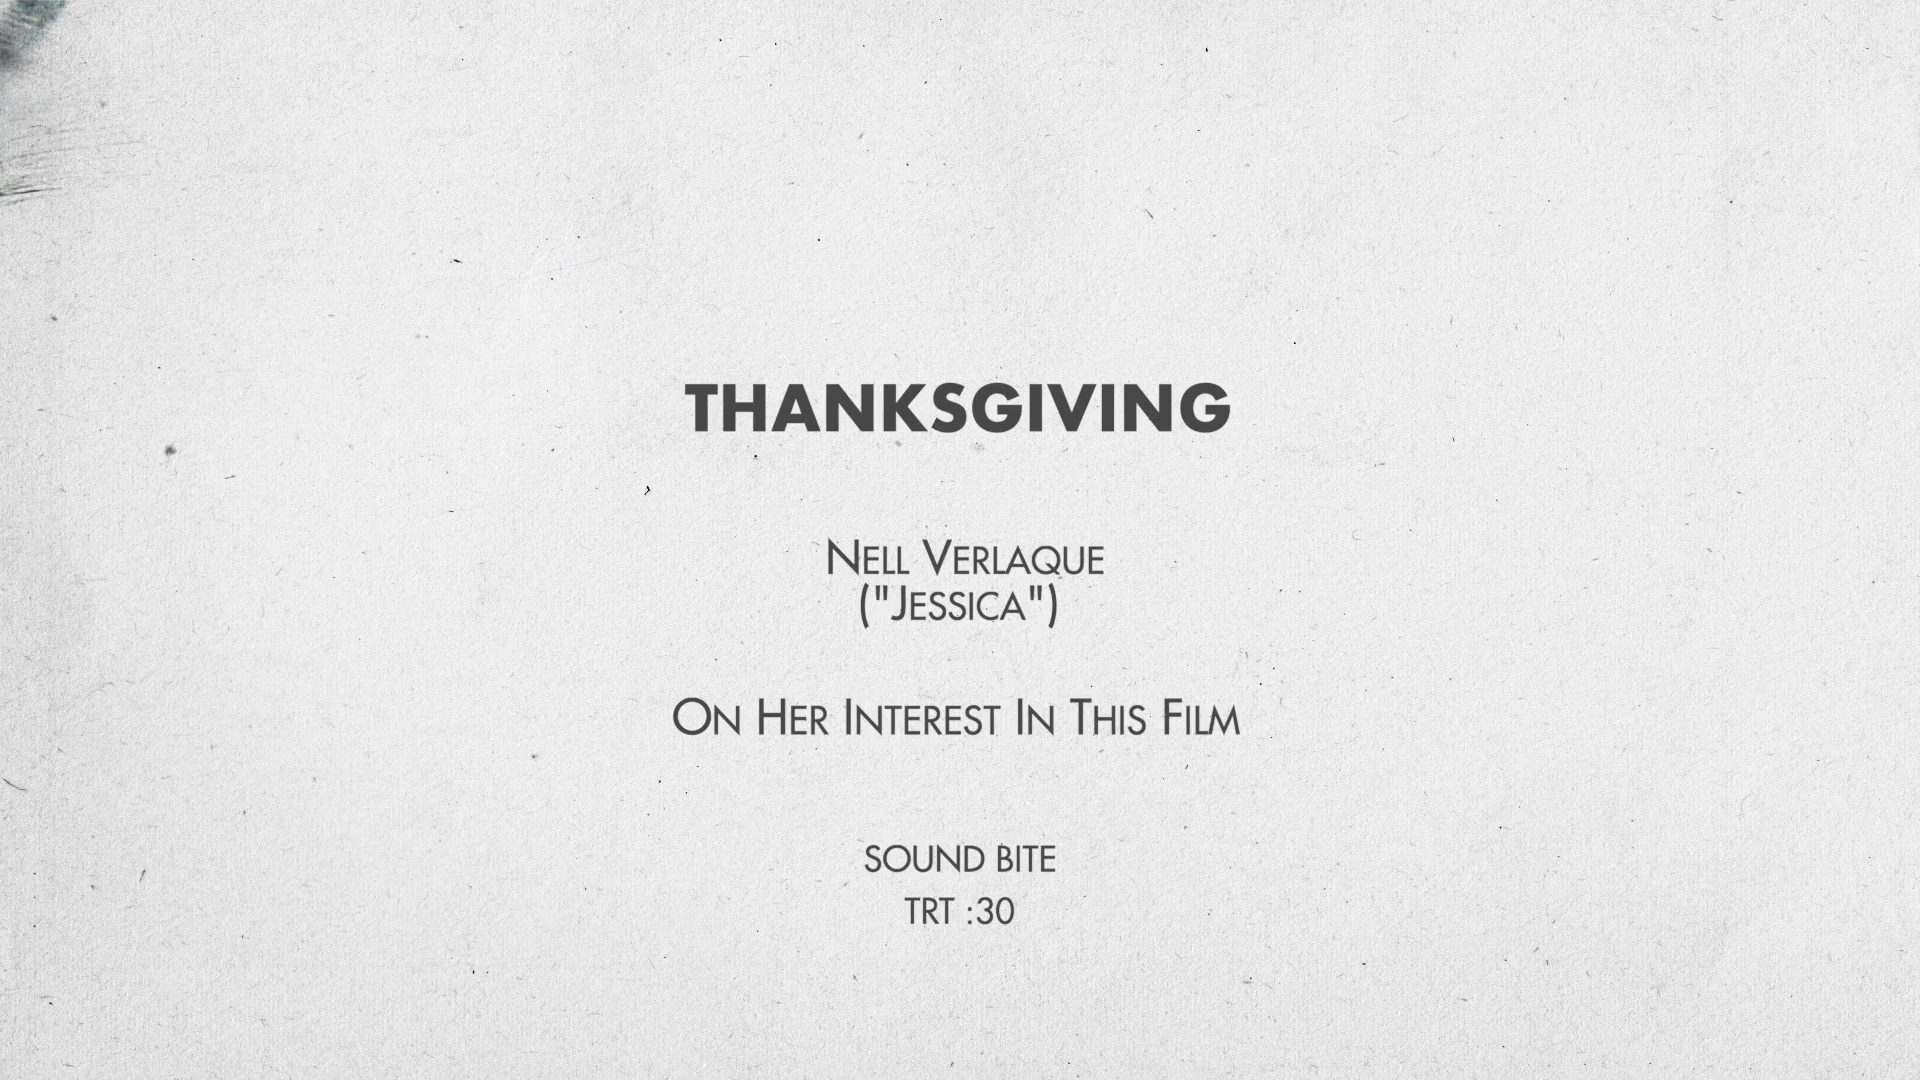 THANKSGIVING
Nell Verlaque
("Jessica")
On Her Interest In This Film
SOUND BITE
TRT :30